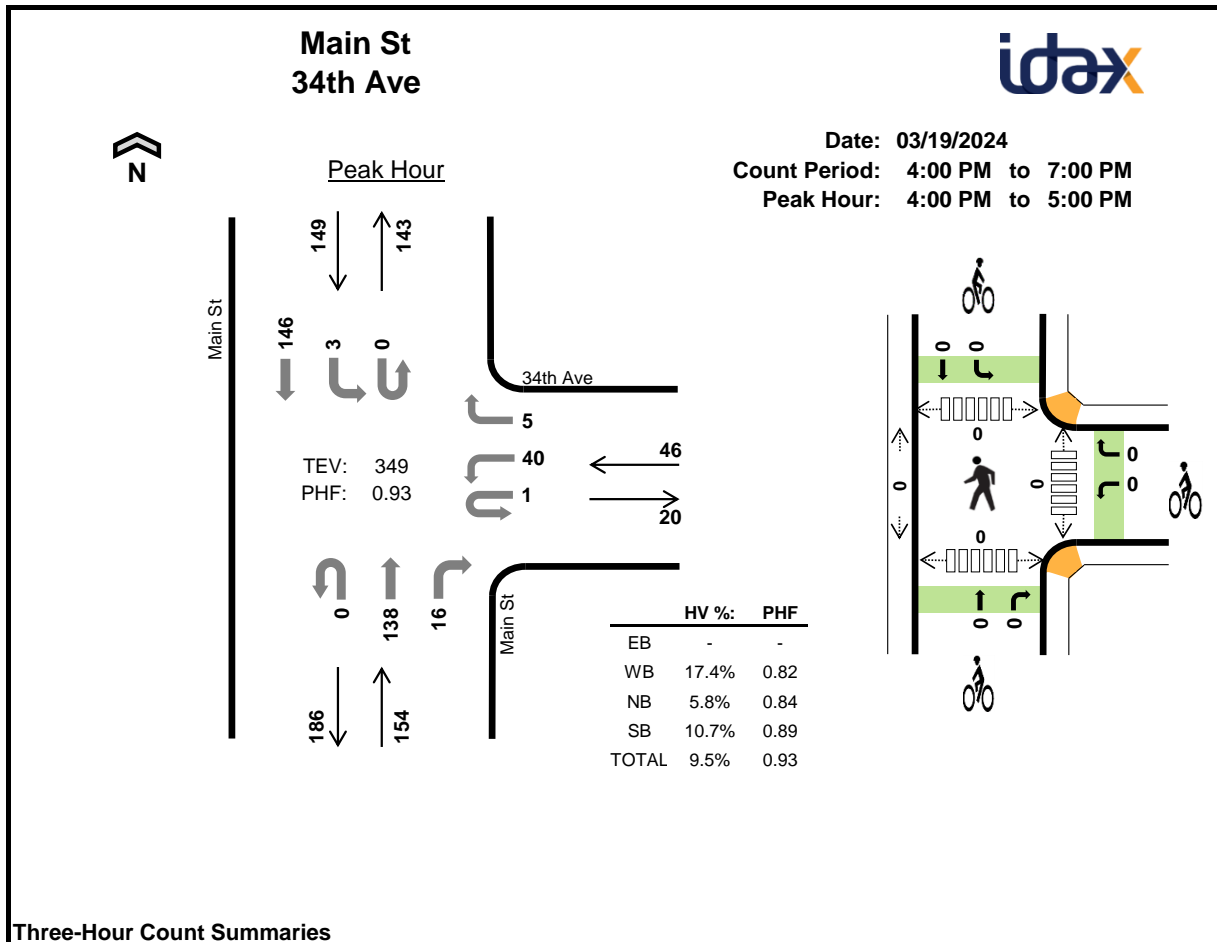 Main St
34th Ave
idax
N
Peak Hour
Date: 03/19/2024
Count Period: 4:00 PM to 7:00 PM
Peak Hour: 4:00 PM to 5:00 PM
149
143
Main St
146
3
0
34th Ave
5
40
1
46
20
TEV: 349
PHF: 0.93
0
138
16
Main St
186
154
HV %: PHF
EB - -
WB 17.4% 0.82
NB 5.8% 0.84
SB 10.7% 0.89
TOTAL 9.5% 0.93
0
0
0
0
0
0
0
0
0
0
Three-Hour Count Summaries